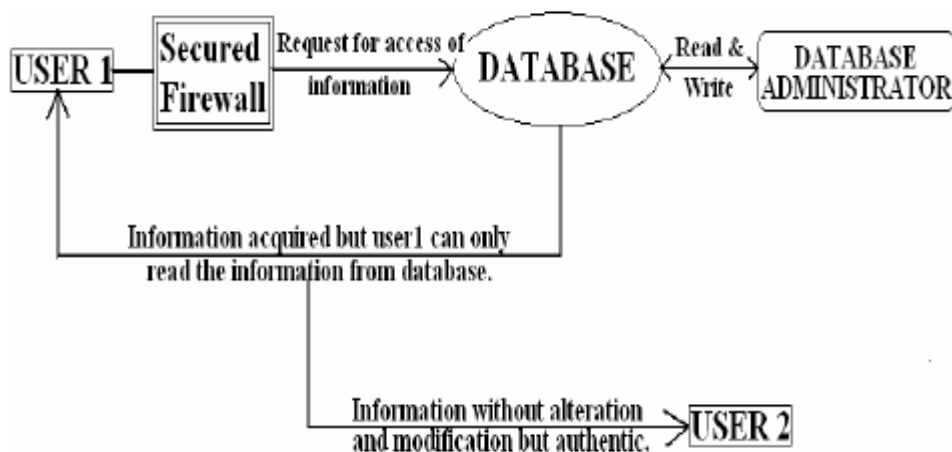 USER 1
Secured
Firewall
Request for access of
information
DATABASE
Read &
Write
DATABASE
ADMINISTRATOR
Information acquired but user1 can only
read the information from database.
Information without alteration
and modification but authentic.
USER 2